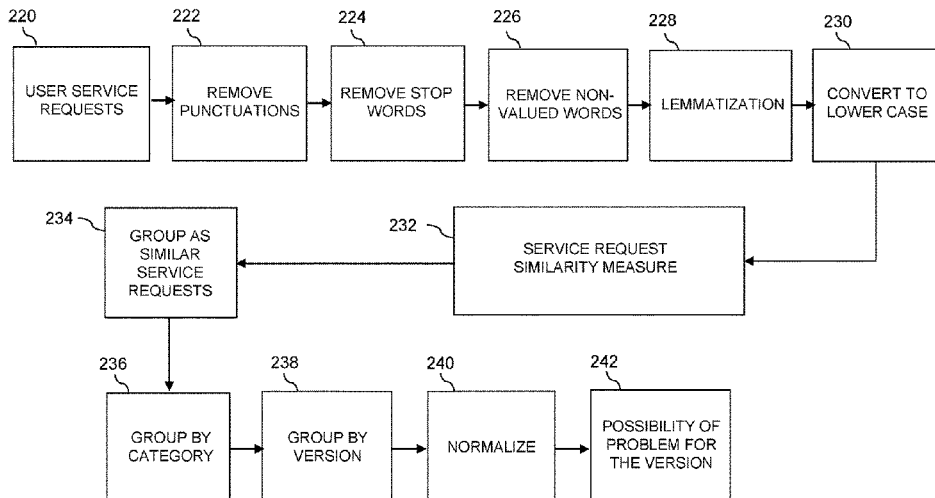 220
222
224
226
228
230
USER SERVICE
REQUESTS
REMOVE
PUNCTUATIONS
REMOVE STOP
WORDS
REMOVE NON-
VALUED WORDS
LEMMATIZATION
CONVERT TO
LOWER CASE
234
GROUP AS
SIMILAR
SERVICE
REQUESTS
232
SERVICE REQUEST
SIMILARITY MEASURE
236
238
240
242
GROUP BY
CATEGORY
GROUP BY
VERSION
NORMALIZE
POSSIBILITY OF
PROBLEM FOR
THE VERSION